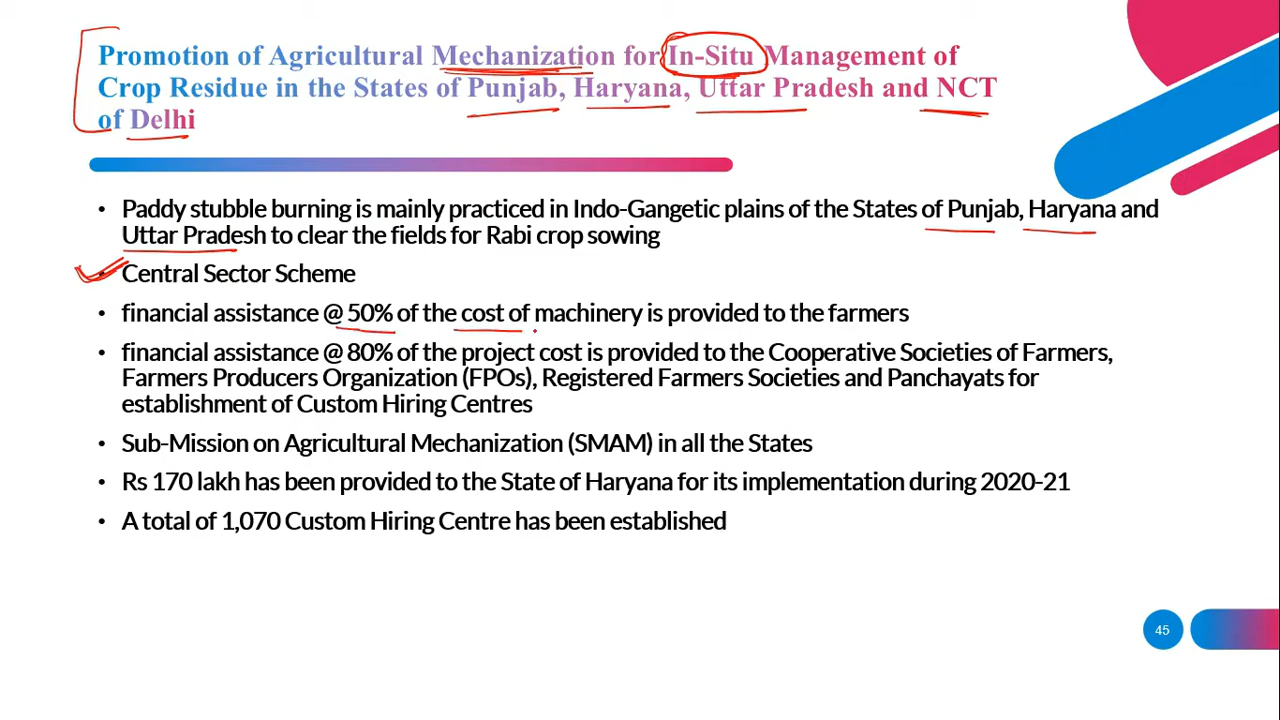 Promotion of Agricultural Mechanization for In-Situ Management of
Crop Residue in the States of Punjab, Haryana, Uttar Pradesh and NCT
of Delhi
• Paddy stubble burning is mainly practiced in Indo-Gangetic plains of the States of Punjab, Haryana and
Uttar Pradesh to clear the fields for Rabi crop sowing
• Central Sector Scheme
• financial assistance @ 50% of the cost of machinery is provided to the farmers
• financial assistance @ 80% of the project cost is provided to the Cooperative Societies of Farmers,
Farmers Producers Organization (FPOs), Registered Farmers Societies and Panchayats for
establishment of Custom Hiring Centres
• Sub-Mission on Agricultural Mechanization (SMAM) in all the States
• Rs 170 lakh has been provided to the State of Haryana for its implementation during 2020-21
• A total of 1,070 Custom Hiring Centre has been established
45